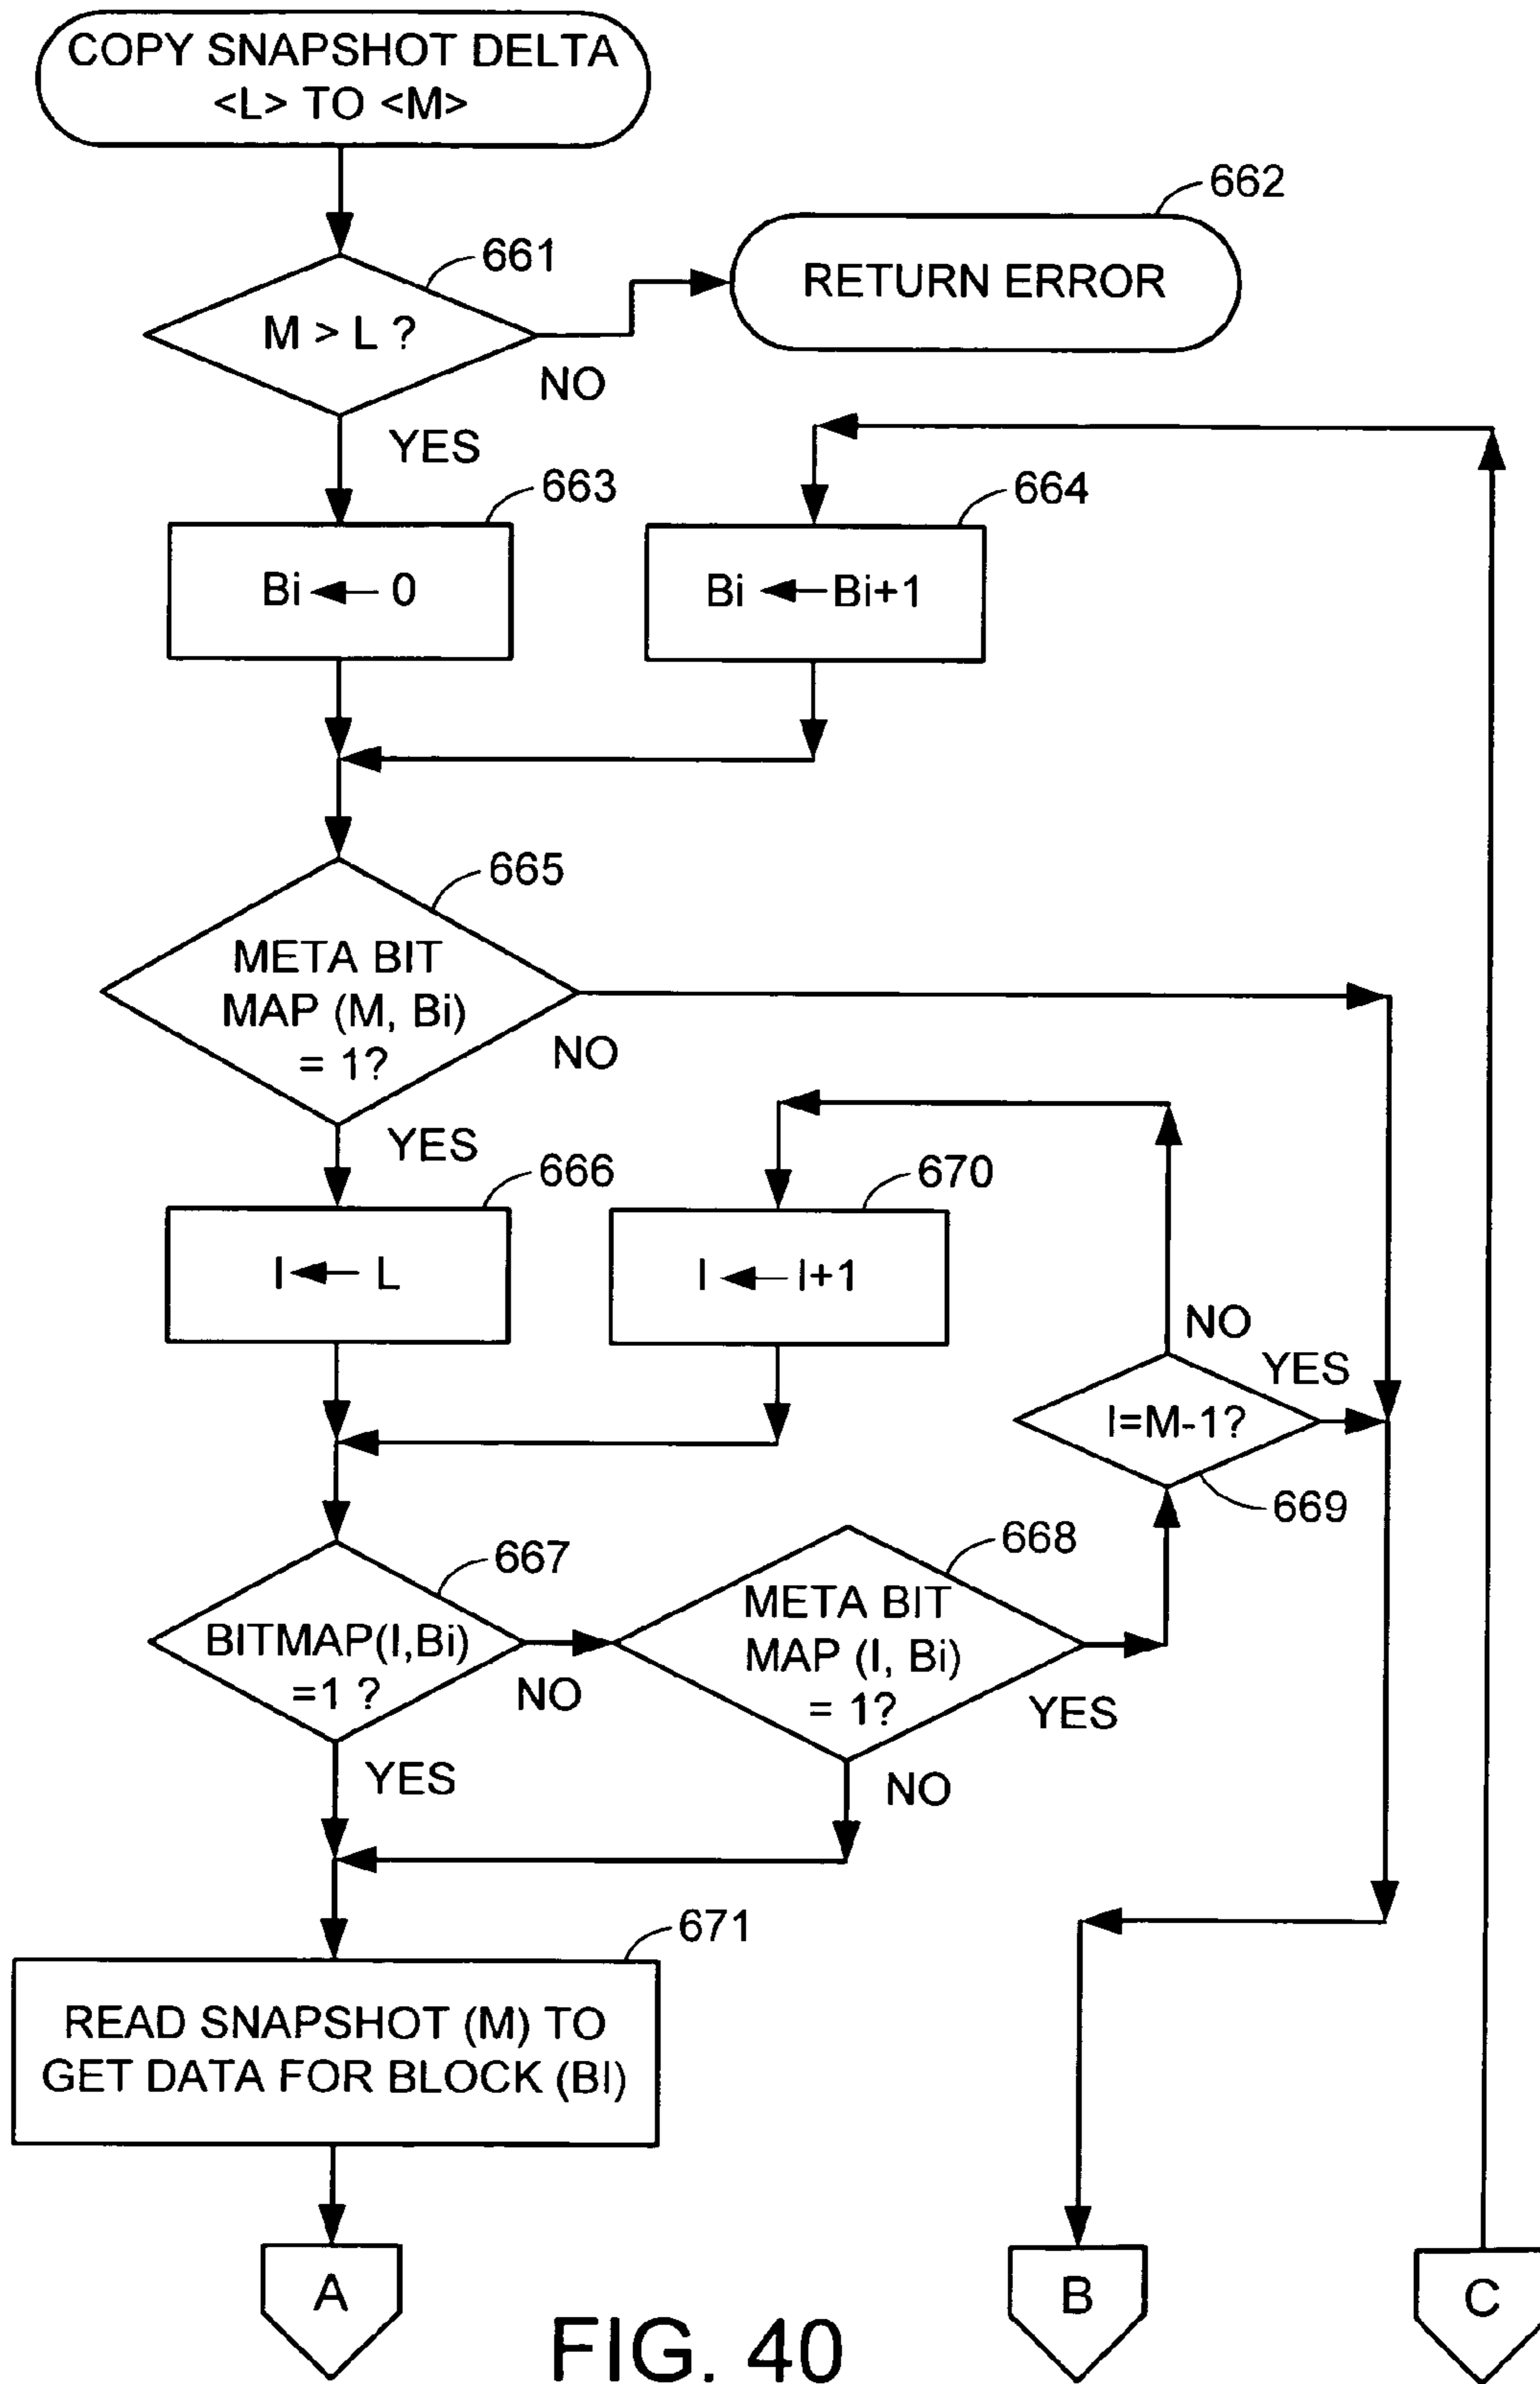 COPY SNAPSHOT DELTA
<L> TO <M>
662
661
RETURN ERROR
M > L ?
NO
YES
663
664
Bi ← 0
Bi ← Bi+1
665
META BIT
MAP (M, Bi)
= 1?
NO
YES
666
670
I ← L
I ← I+1
NO
YES
I=M-1?
669
667
668
BITMAP(I,Bi)
=1 ?
NO
META BIT
MAP (I, Bi)
= 1?
YES
YES
NO
671
READ SNAPSHOT (M) TO
GET DATA FOR BLOCK (BI)
A
B
C
FIG. 40